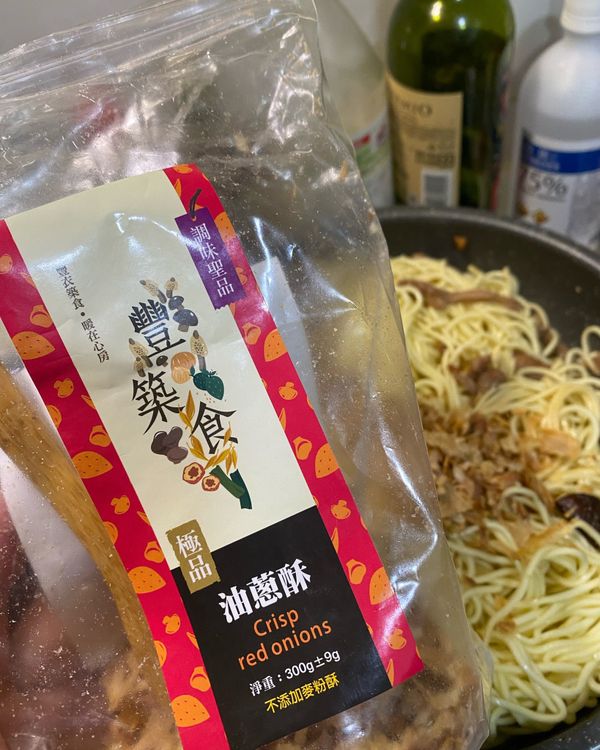 調味聖品
豐衣築食・暖在心房
豐築食
極品
油蔥酥
Crisp
red onions
淨重：300g±9g
不添加麥粉酥
5%